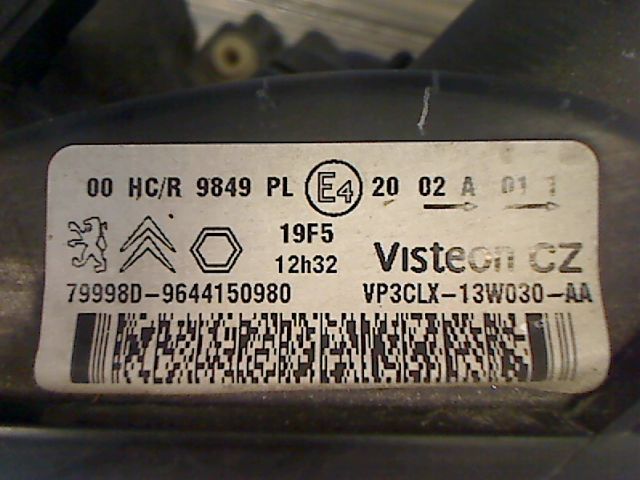 00 HC/R 9849 PL E4 20 02 A 01 1
19F5
12h32
Visteon CZ
79998D-9644150980 VP3CLX-13W030-AA